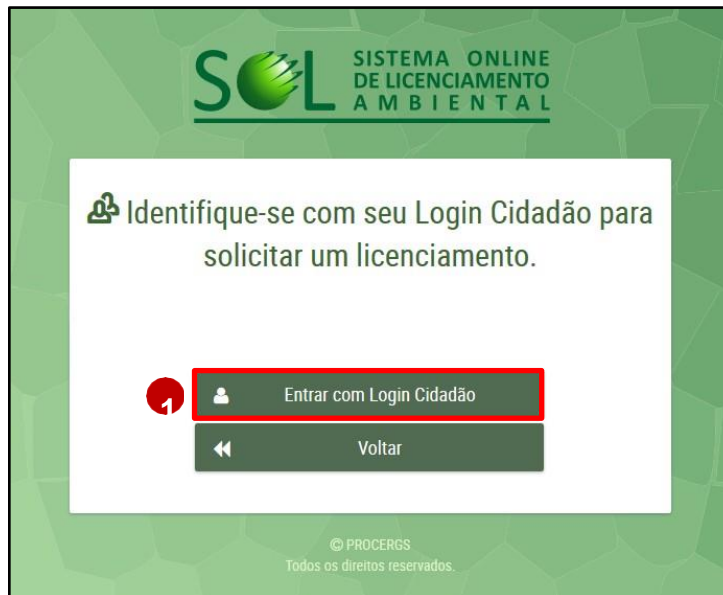 SOL
SISTEMA ONLINE
DE LICENCIAMENTO
AMBIENTAL
Identifique-se com seu Login Cidadão para
solicitar um licenciamento.
1
Entrar com Login Cidadão
Voltar
© PROCERGS
Todos os direitos reservados.